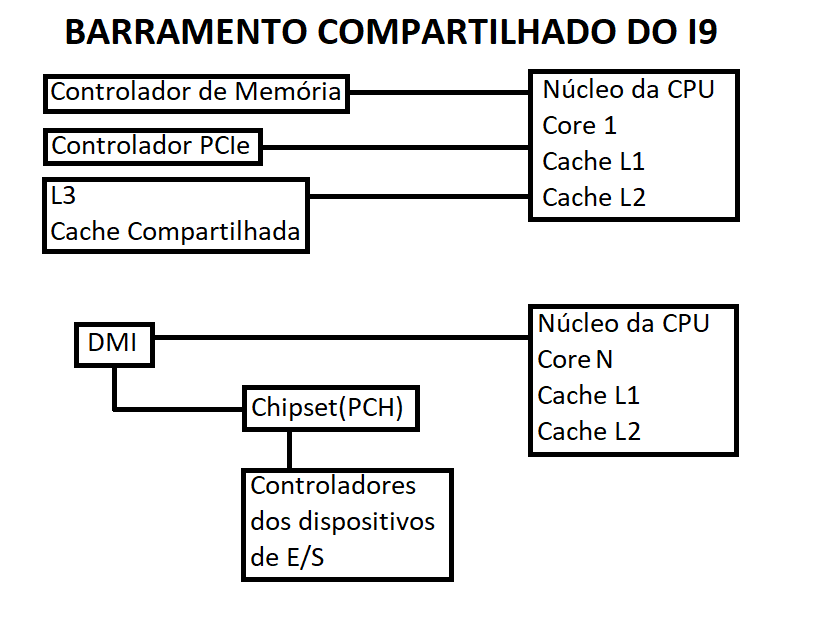 BARRAMENTO COMPARTILHADO DO I9
Controlador de Memória
Controlador PCIe
L3
Cache Compartilhada
Núcleo da CPU
Core 1
Cache L1
Cache L2
DMI
Chipset(PCH)
Controladores
dos dispositivos
de E/S
Núcleo da CPU
Core N
Cache L1
Cache L2